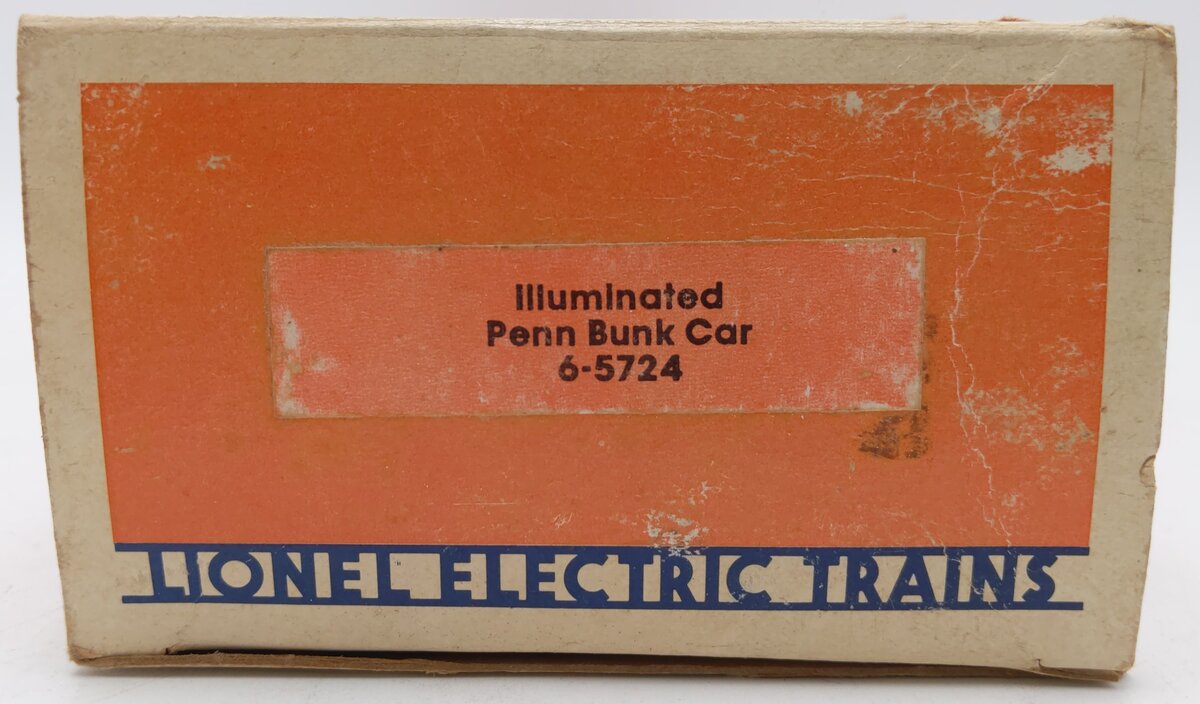 Illuminated
Penn Bunk Car
6-5724
LIONEL ELECTRIC TRAINS